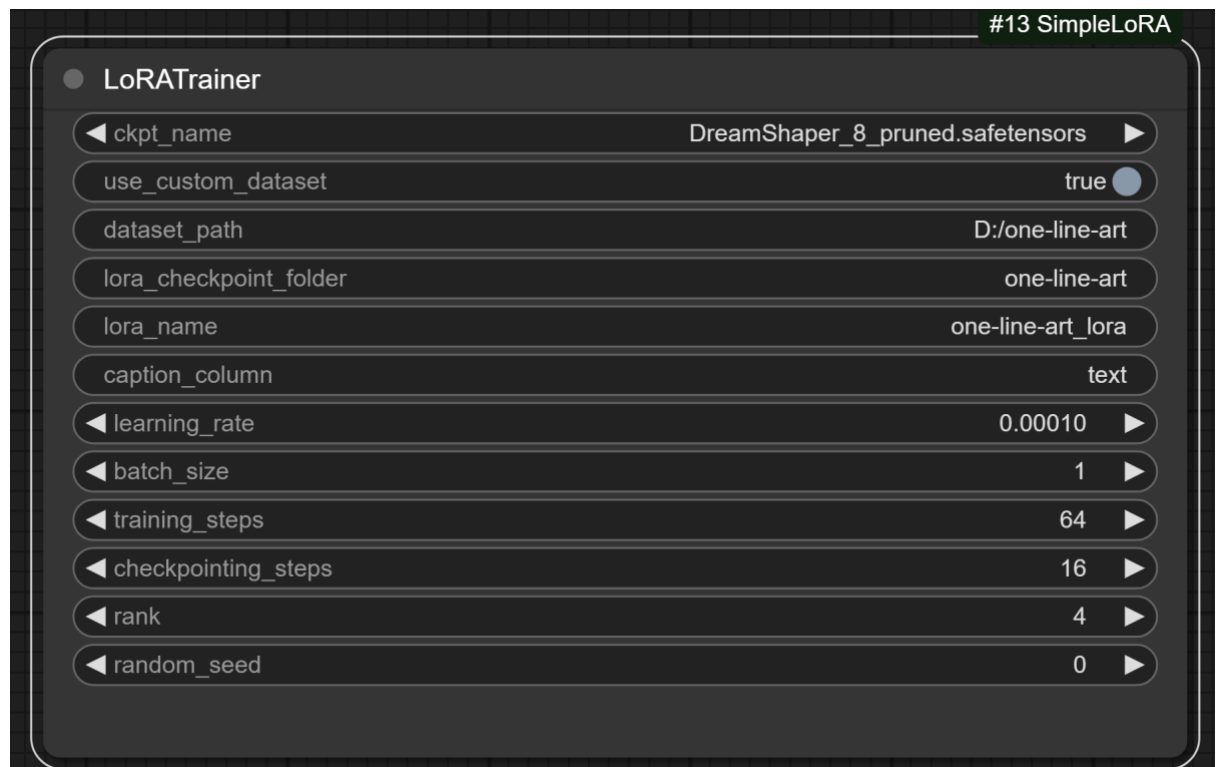 #13 SimpleLoRA
LoRATrainer
ckpt_name DreamShaper_8_pruned.safetensors
use_custom_dataset true
dataset_path D:/one-line-art
lora_checkpoint_folder one-line-art
lora_name one-line-art_lora
caption_column text
learning_rate 0.00010
batch_size 1
training_steps 64
checkpointing_steps 16
rank 4
random_seed 0